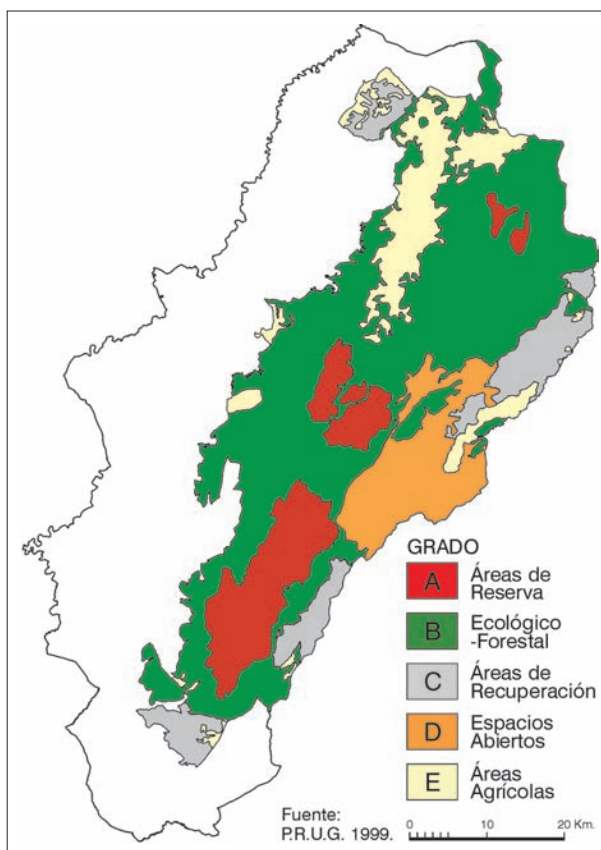 GRADO
A Áreas de
Reserva
B Ecológico
-Forestal
C Áreas de
Recuperación
D Espacios
Abiertos
E Áreas
Agrícolas
Fuente:
P.R.U.G. 1999.
0 10 20 Km.